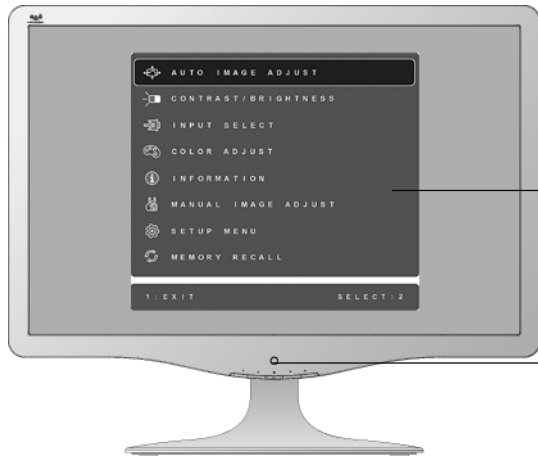 AUTO IMAGE ADJUST
CONTRAST/BRIGHTNESS
INPUT SELECT
COLOR ADJUST
INFORMATION
MANUAL IMAGE ADJUST
SETUP MENU
MEMORY RECALL
1:EXIT SELECT:2